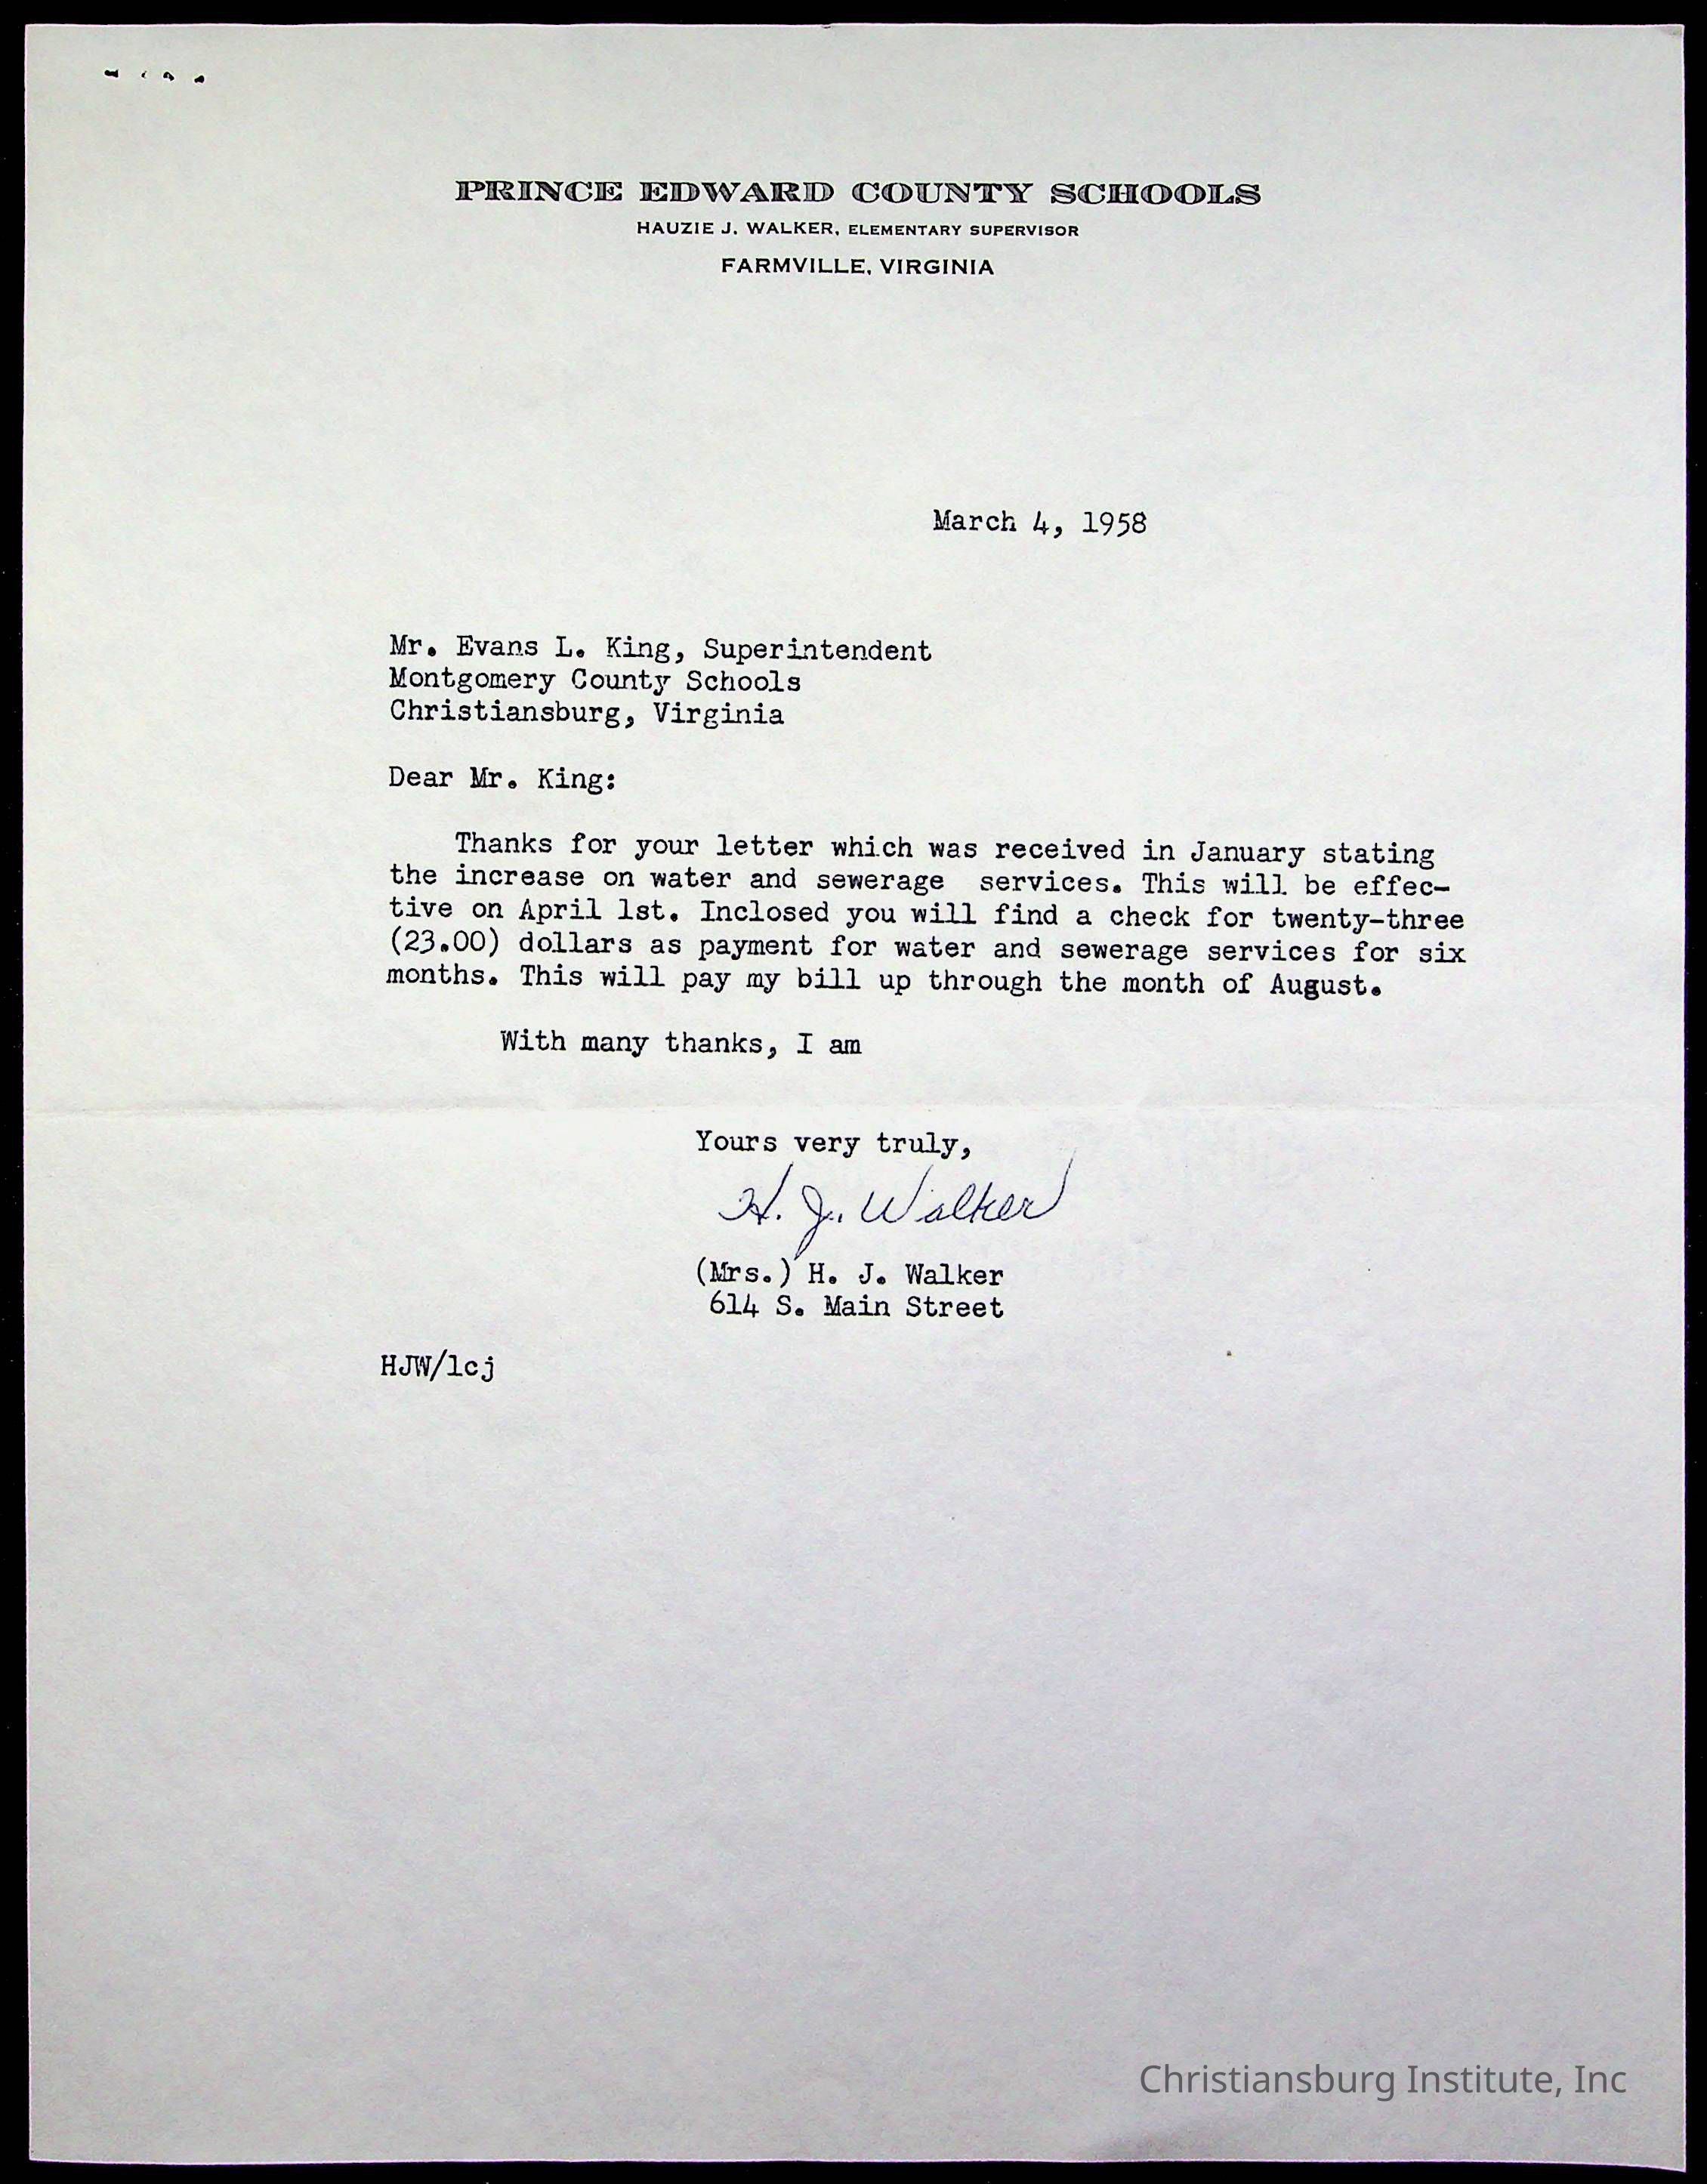 PRINCE EDWARD COUNTY SCHOOLS
HAUZIE J. WALKER, ELEMENTARY SUPERVISOR
FARMVILLE, VIRGINIA
March 4, 1958
Mr. Evans L. King, Superintendent
Montgomery County Schools
Christiansburg, Virginia
Dear Mr. King:
Thanks for your letter which was received in January stating
the increase on water and sewerage services. This will be effec-
tive on April 1st. Inclosed you will find a check for twenty-three
(23.00) dollars as payment for water and sewerage services for six
months. This will pay my bill up through the month of August.
With many thanks, I am
Yours very truly,
H. J. Walker
(Mrs.) H. J. Walker
614 S. Main Street
HJW/lcj
Christiansburg Institute, Inc